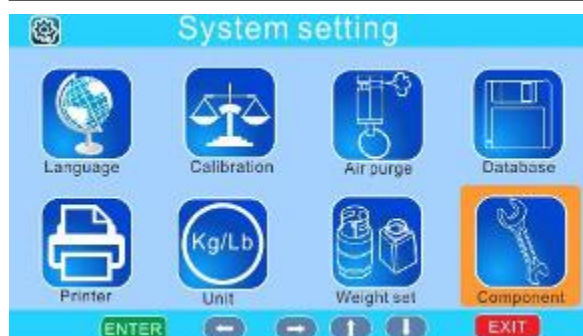 System setting
Language Calibration Air purge Database
Kg/Lb
Printer Unit Weight set Component
ENTER EXIT